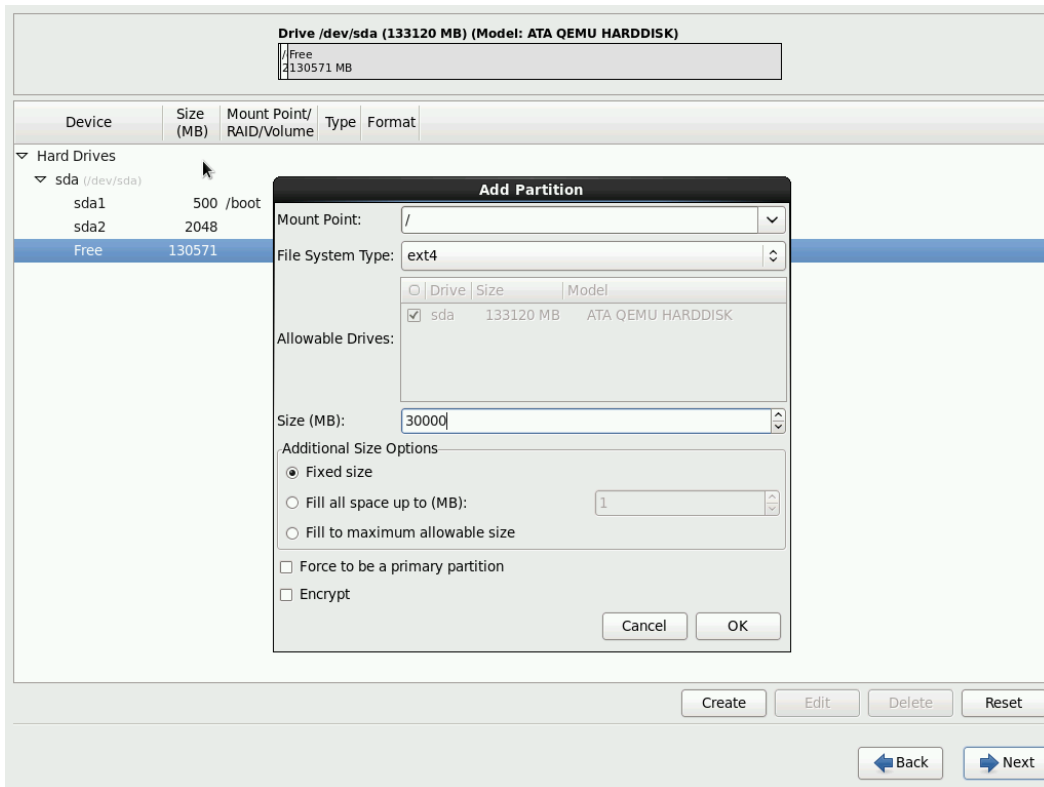 Drive /dev/sda (133120 MB) (Model: ATA QEMU HARDDISK)
/ Free
2 130571 MB
Device Size (MB) Mount Point/ RAID/Volume Type Format
Hard Drives
sda (/dev/sda)
sda1 500 /boot
sda2 2048
Free 130571
Add Partition
Mount Point: /
File System Type: ext4
Allowable Drives:
Drive Size Model
sda 133120 MB ATA QEMU HARDDISK
Size (MB): 30000
Additional Size Options
Fixed size
Fill all space up to (MB): 1
Fill to maximum allowable size
Force to be a primary partition
Encrypt
Cancel OK
Create Edit Delete Reset
Back Next